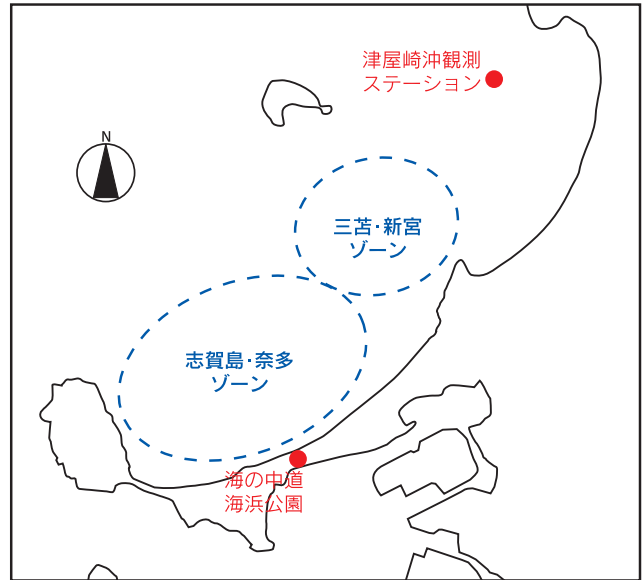 津屋崎沖観測
ステーション
N
三苫・新宮
ゾーン
志賀島・奈多
ゾーン
海の中道
海浜公園